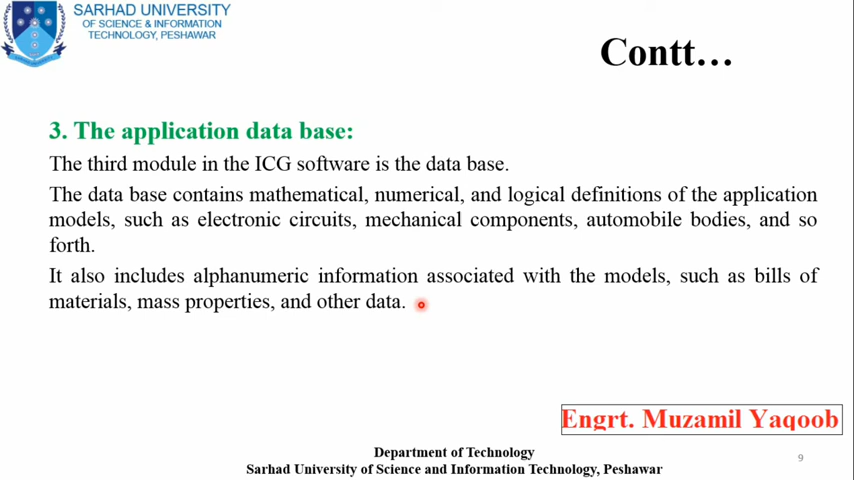 SARHAD UNIVERSITY
OF SCIENCE & INFORMATION
TECHNOLOGY, PESHAWAR
Contt…
3. The application data base:
The third module in the ICG software is the data base.
The data base contains mathematical, numerical, and logical definitions of the application
models, such as electronic circuits, mechanical components, automobile bodies, and so
forth.
It also includes alphanumeric information associated with the models, such as bills of
materials, mass properties, and other data.
Engrt. Muzamil Yaqoob
Department of Technology
Sarhad University of Science and Information Technology, Peshawar
9